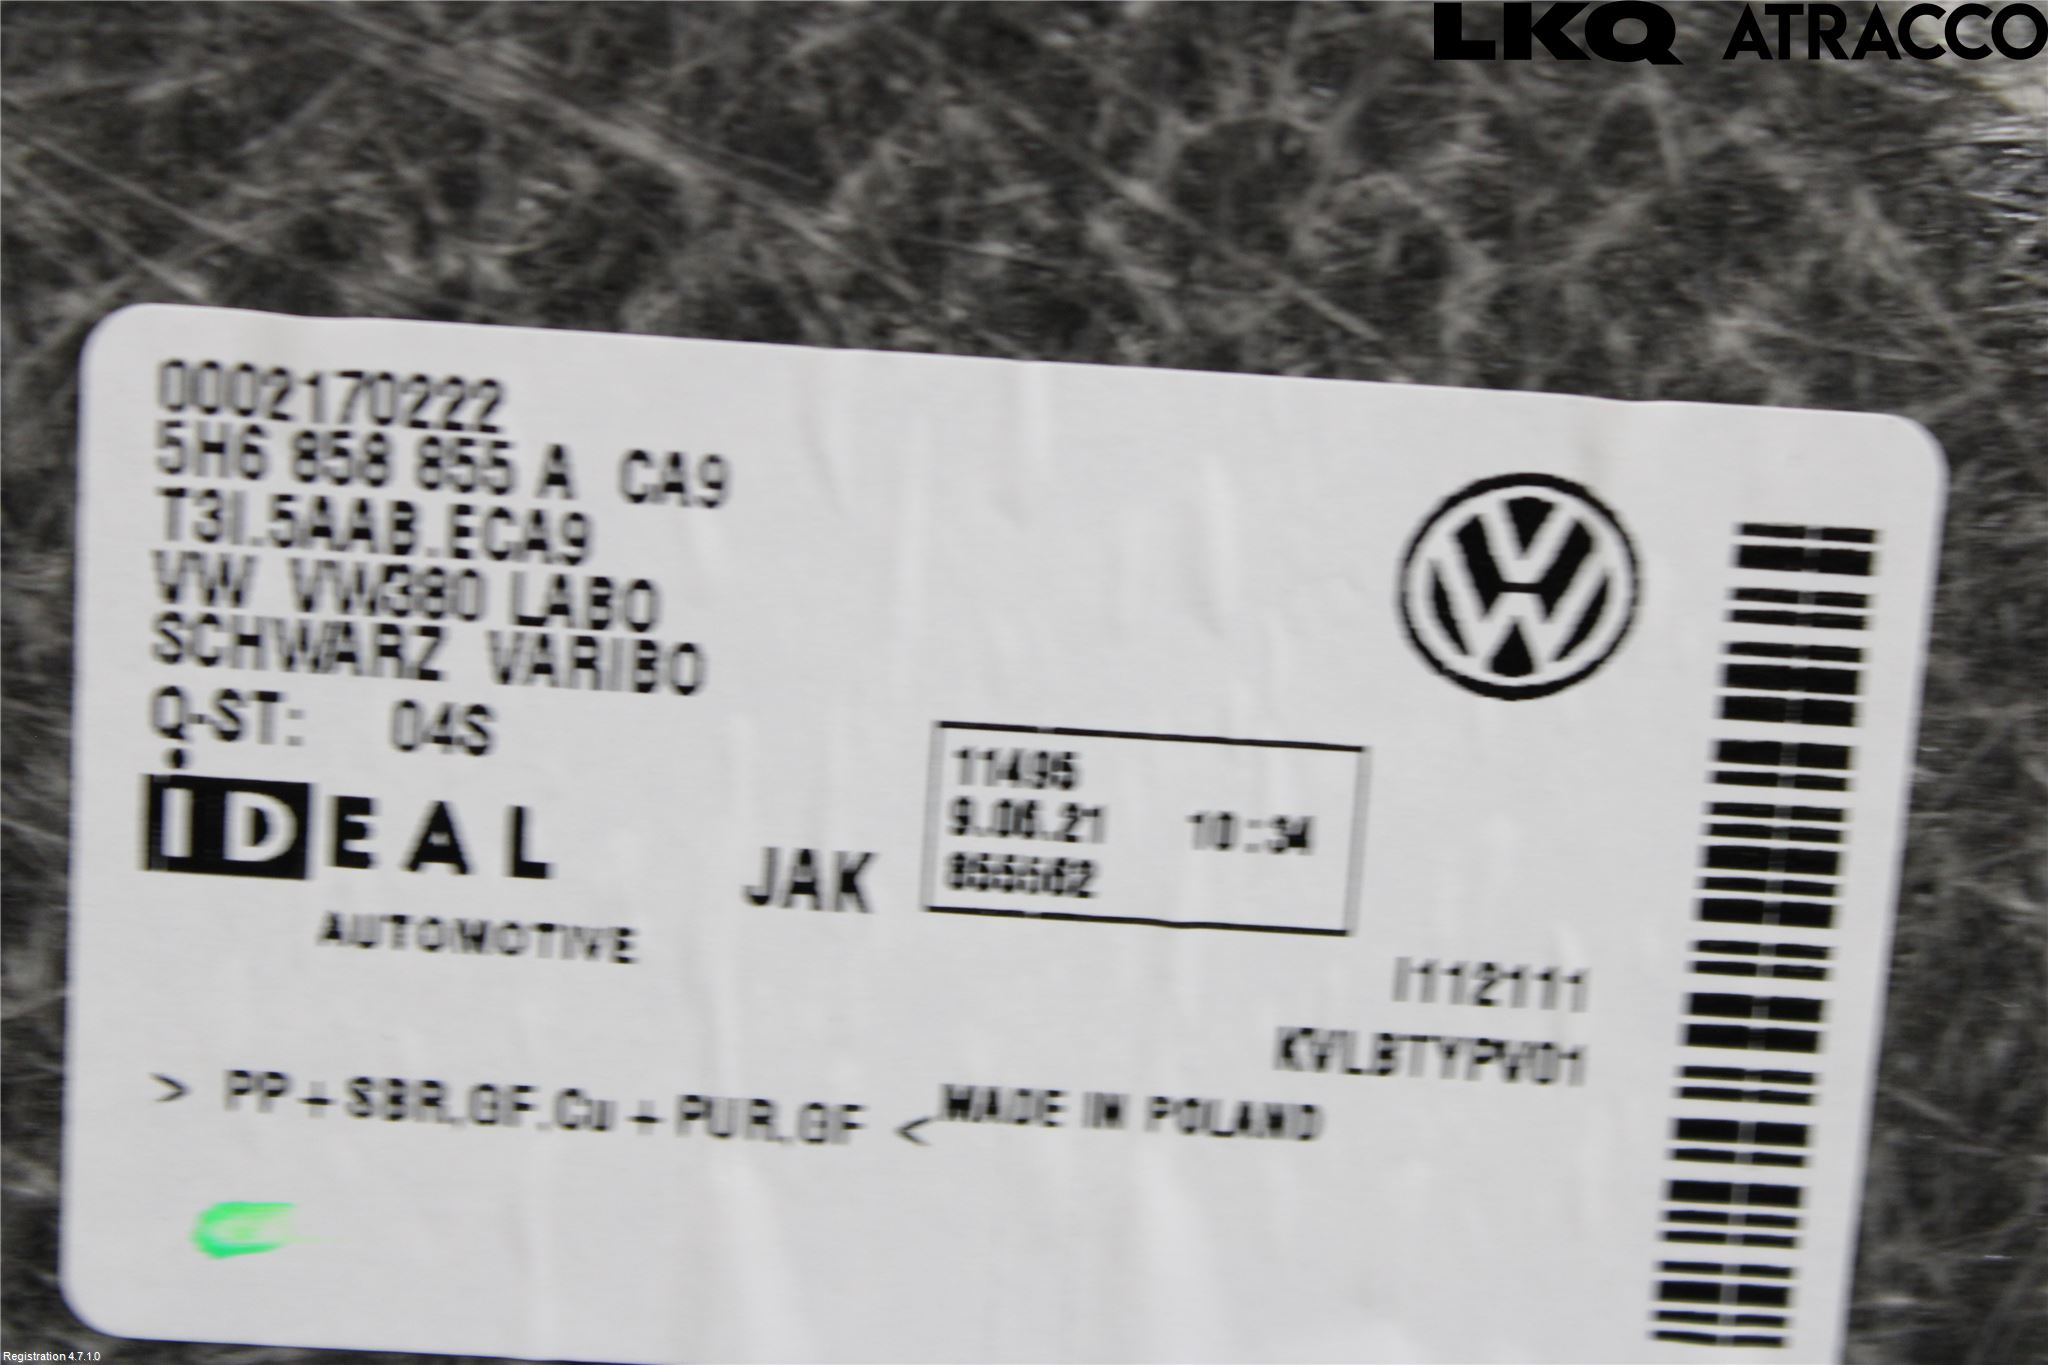 LKQ ATRACCO
0002170222
5H6 858 855 A CA9
T3I.5AAB.ECA9
VW VW380 LABO
SCHWARZ VARIBO
Q-ST: 04S
iDEAL
AUTOMOTIVE
JAK
11495
9.06.21 10:34
855562
I112111
KVLBTYPV01
> PP+SBR,GF,Cu+PUR,GF <
MADE IN POLAND
Registration 4.7.1.0